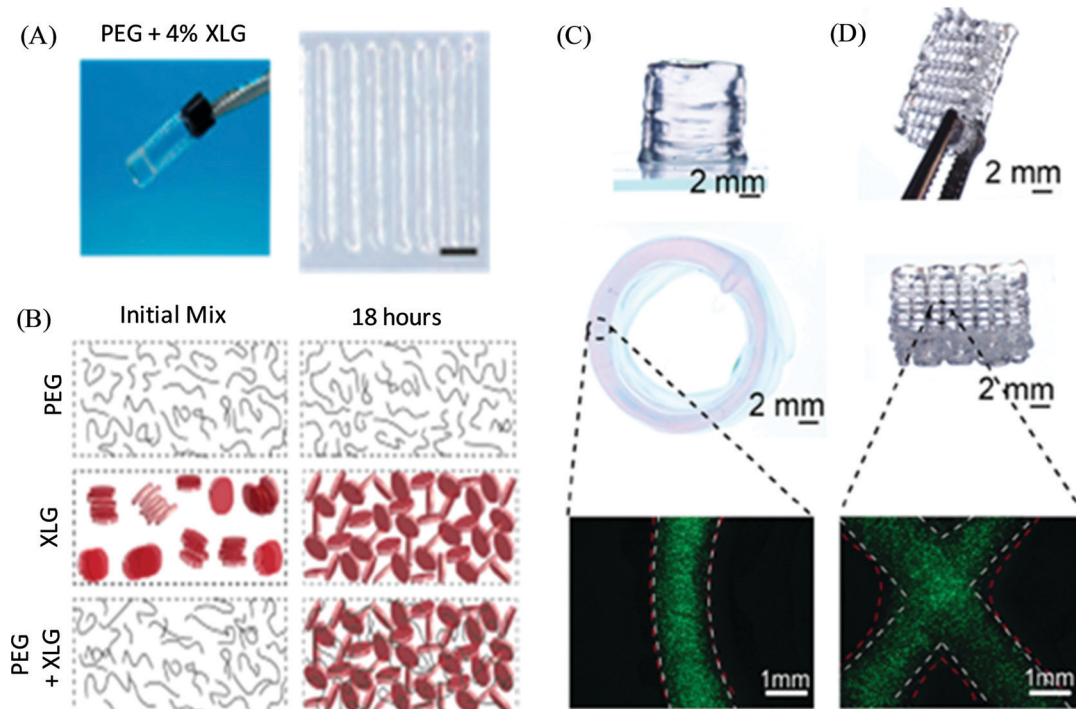 (A)
PEG + 4% XLG
(B)
Initial Mix
18 hours
PEG
XLG
PEG
+ XLG
(C)
2 mm
2 mm
1mm
(D)
2 mm
2 mm
1mm